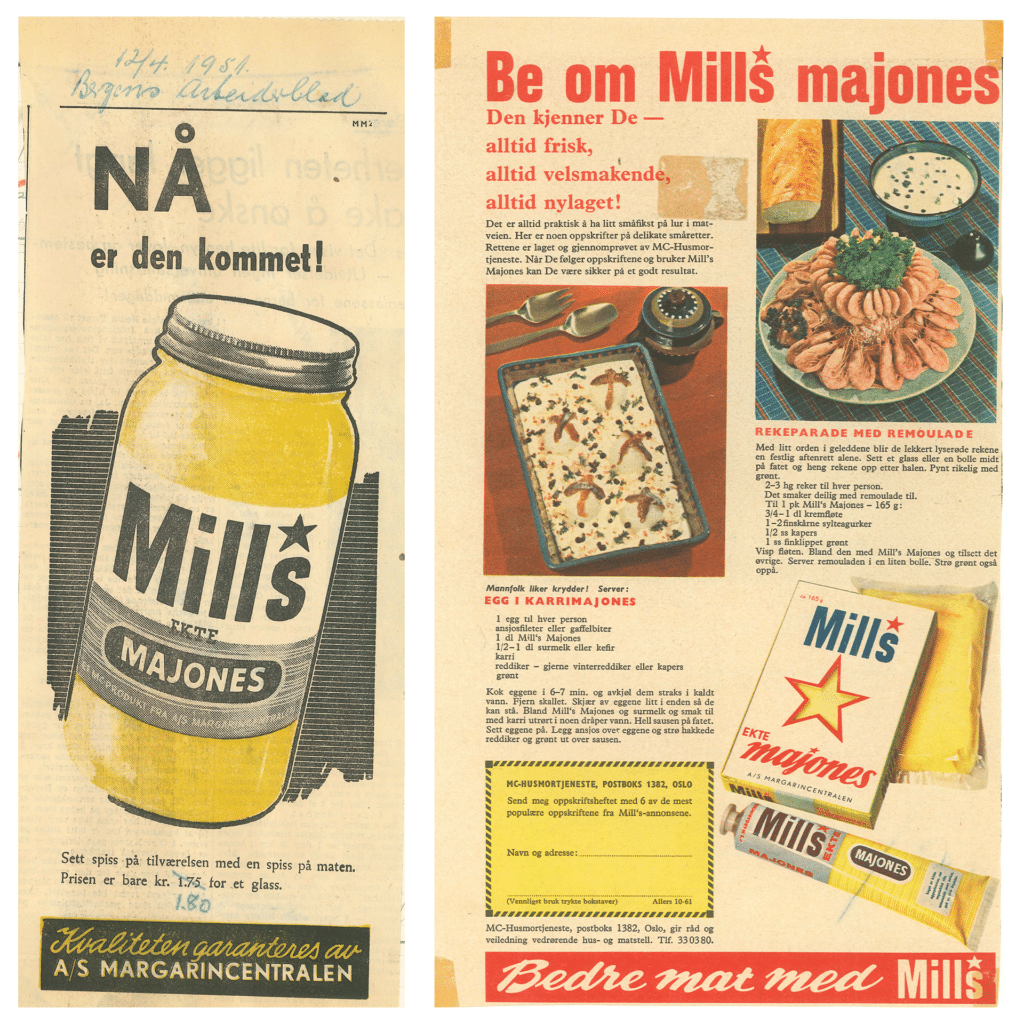 12/4. 1951.
Bergens Arbeiderblad
MM2
NÅ
er den kommet!
Mills
EKTE
MAJONES
ET MC PRODUKT FRA A/S MARGARINCENTRALEN
Sett spiss på tilværelsen med en spiss på maten.
Prisen er bare kr. 1.75 for et glass.
1.80
Kvaliteten garanteres av
A/S MARGARINCENTRALEN
Be om Mills majones
Den kjenner De —
alltid frisk,
alltid velsmakende,
alltid nylaget!
Det er alltid praktisk å ha litt småfikst på lur i mat-
veien. Her er noen oppskrifter på delikate småretter.
Rettene er laget og gjennomprøvet av MC-Husmor-
tjeneste. Når De følger oppskriftene og bruker Mill's
Majones kan De være sikker på et godt resultat.
Mannfolk liker krydder! Server:
EGG I KARRIMAJONES
1 egg til hver person
ansjosfileter eller gaffelbiter
1 dl Mill's Majones
1/2-1 dl surmelk eller kefir
karri
reddiker – gjerne vinterreddiker eller kapers
grønt
Kok eggene i 6-7 min. og avkjøl dem straks i kaldt
vann. Fjern skallet. Skjær av eggene litt i enden så de
kan stå. Bland Mill's Majones og surmelk og smak til
med karri utrørt i noen dråper vann. Hell sausen på fatet.
Sett eggene på. Legg ansjos over eggene og strø hakkede
reddiker og grønt ut over sausen.
MC-HUSMORTJENESTE, POSTBOKS 1382, OSLO
Send meg oppskriftsheftet med 6 av de mest
populære oppskriftene fra Mill's-annonsene.
Navn og adresse:
(Vennligst bruk trykte bokstaver) Allers 10-61
MC-Husmortjeneste, postboks 1382, Oslo, gir råd og
veiledning vedrørende hus- og matstell. Tlf. 330380.
REKEPARADE MED REMOULADE
Med litt orden i geleddene blir de lekkert lyserøde rekene
en festlig aftenrett alene. Sett et glass eller en bolle midt
på fatet og heng rekene opp etter halen. Pynt rikelig med
grønt.
2-3 hg reker til hver person.
Det smaker deilig med remoulade til.
Til 1 pk Mill's Majones – 165 g:
3/4-1 dl kremfløte
1-2 finskårne sylteagurker
1/2 ss kapers
1 ss finklippet grønt
Visp fløten. Bland den med Mill's Majones og tilsett det
øvrige. Server remouladen i en liten bolle. Strø grønt også
oppå.
ca 165 g
Mills
EKTE
majones
A/S MARGARINCENTRALEN
Mills
Mills
EKTE
MAJONES
MAJONES
Bedre mat med Mills